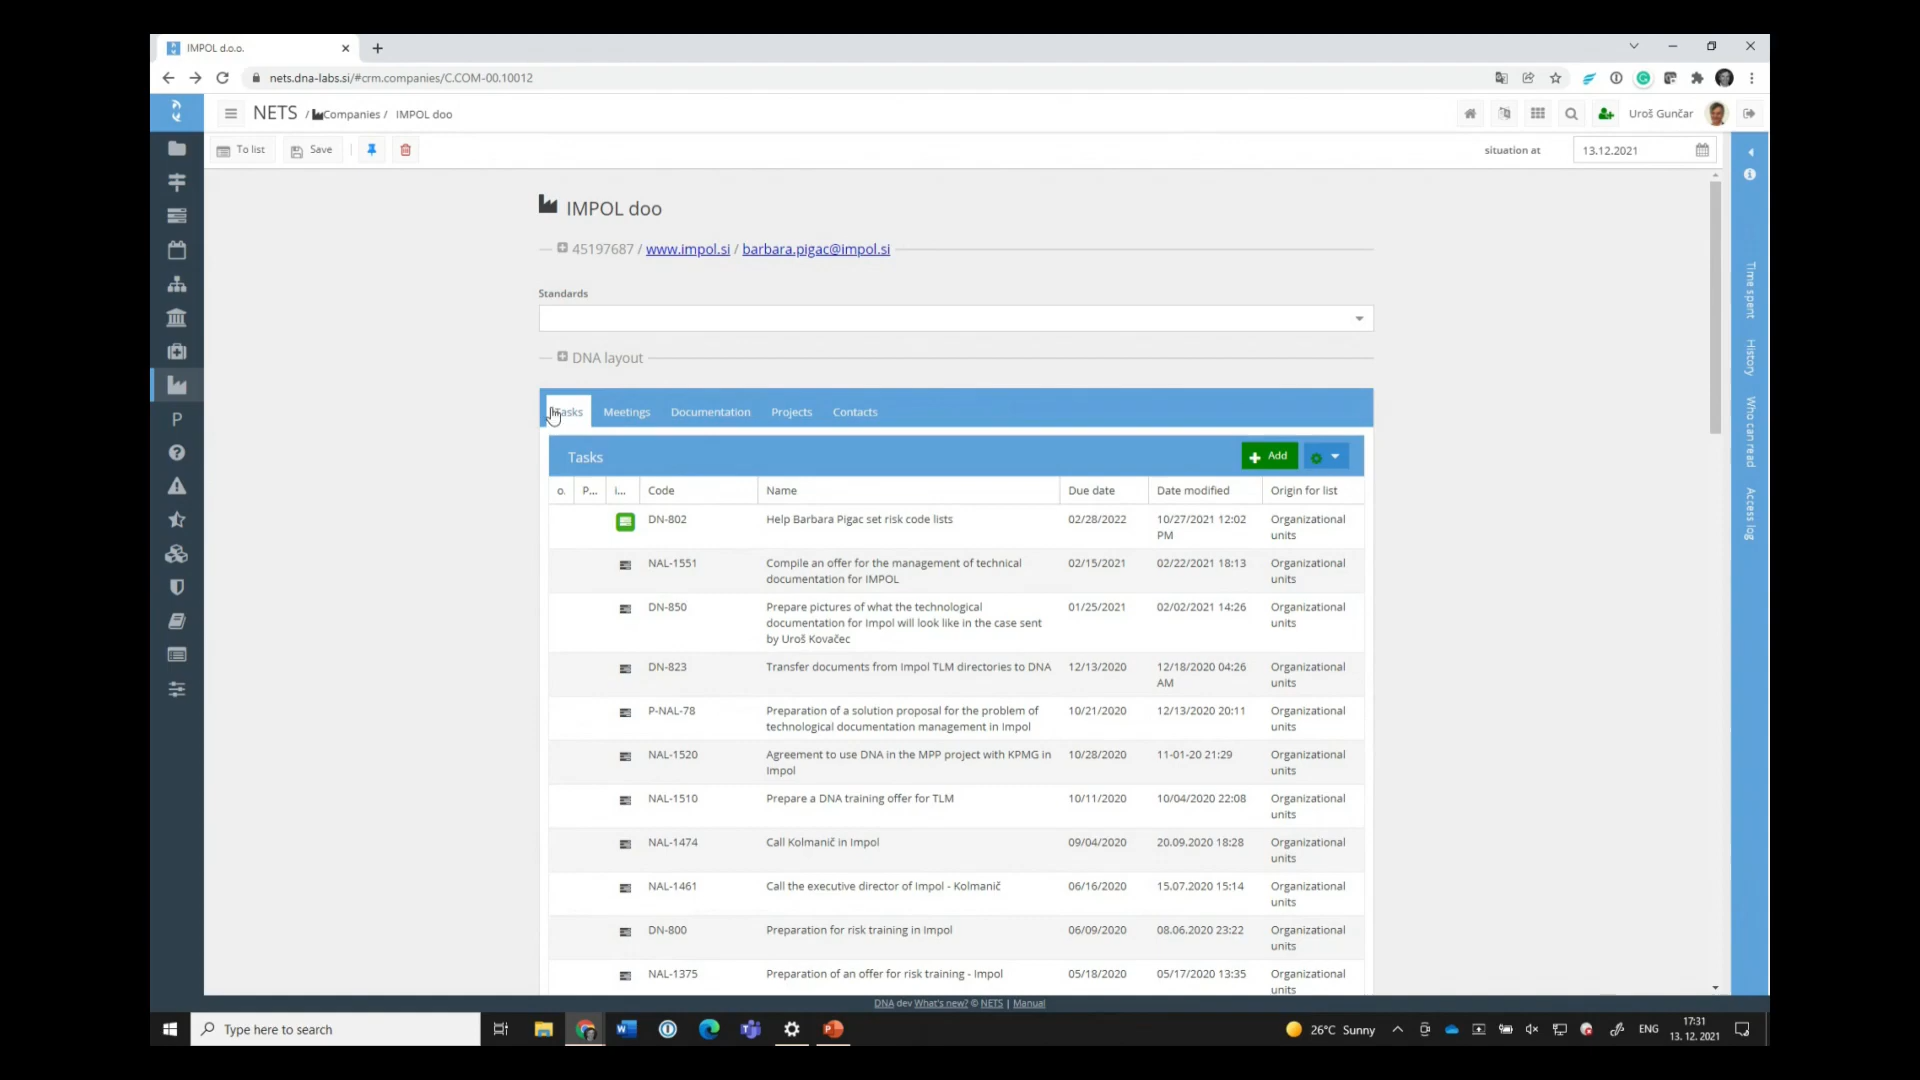 IMPOL d.o.o.
nets.dna-labs.si/#crm.companies/C.COM-00.10012
NETS / Companies / IMPOL doo
Uroš Gunčar
To list
Save
situation at
13.12.2021
IMPOL doo
45197687 / www.impol.si / barbara.pigac@impol.si
Standards
DNA layout
Tasks Meetings Documentation Projects Contacts
Tasks
Add
o. P... i... Code Name Due date Date modified Origin for list
DN-802 Help Barbara Pigac set risk code lists 02/28/2022 10/27/2021 12:02 Organizational
PM units
NAL-1551 Compile an offer for the management of technical 02/15/2021 02/22/2021 18:13 Organizational
documentation for IMPOL units
DN-850 Prepare pictures of what the technological 01/25/2021 02/02/2021 14:26 Organizational
documentation for Impol will look like in the case sent units
by Uroš Kovačec
DN-823 Transfer documents from Impol TLM directories to DNA 12/13/2020 12/18/2020 04:26 Organizational
AM units
P-NAL-78 Preparation of a solution proposal for the problem of 10/21/2020 12/13/2020 20:11 Organizational
technological documentation management in Impol units
NAL-1520 Agreement to use DNA in the MPP project with KPMG in 10/28/2020 11-01-20 21:29 Organizational
Impol units
NAL-1510 Prepare a DNA training offer for TLM 10/11/2020 10/04/2020 22:08 Organizational
units
NAL-1474 Call Kolmanič in Impol 09/04/2020 20.09.2020 18:28 Organizational
units
NAL-1461 Call the executive director of Impol - Kolmanič 06/16/2020 15.07.2020 15:14 Organizational
units
DN-800 Preparation for risk training in Impol 06/09/2020 08.06.2020 23:22 Organizational
units
NAL-1375 Preparation of an offer for risk training - Impol 05/18/2020 05/17/2020 13:35 Organizational
units
Time spent
History
Who can read
Access log
P
DNA dev What's new? © NETS | Manual
Type here to search
26°C Sunny
ENG
17:31
13. 12. 2021